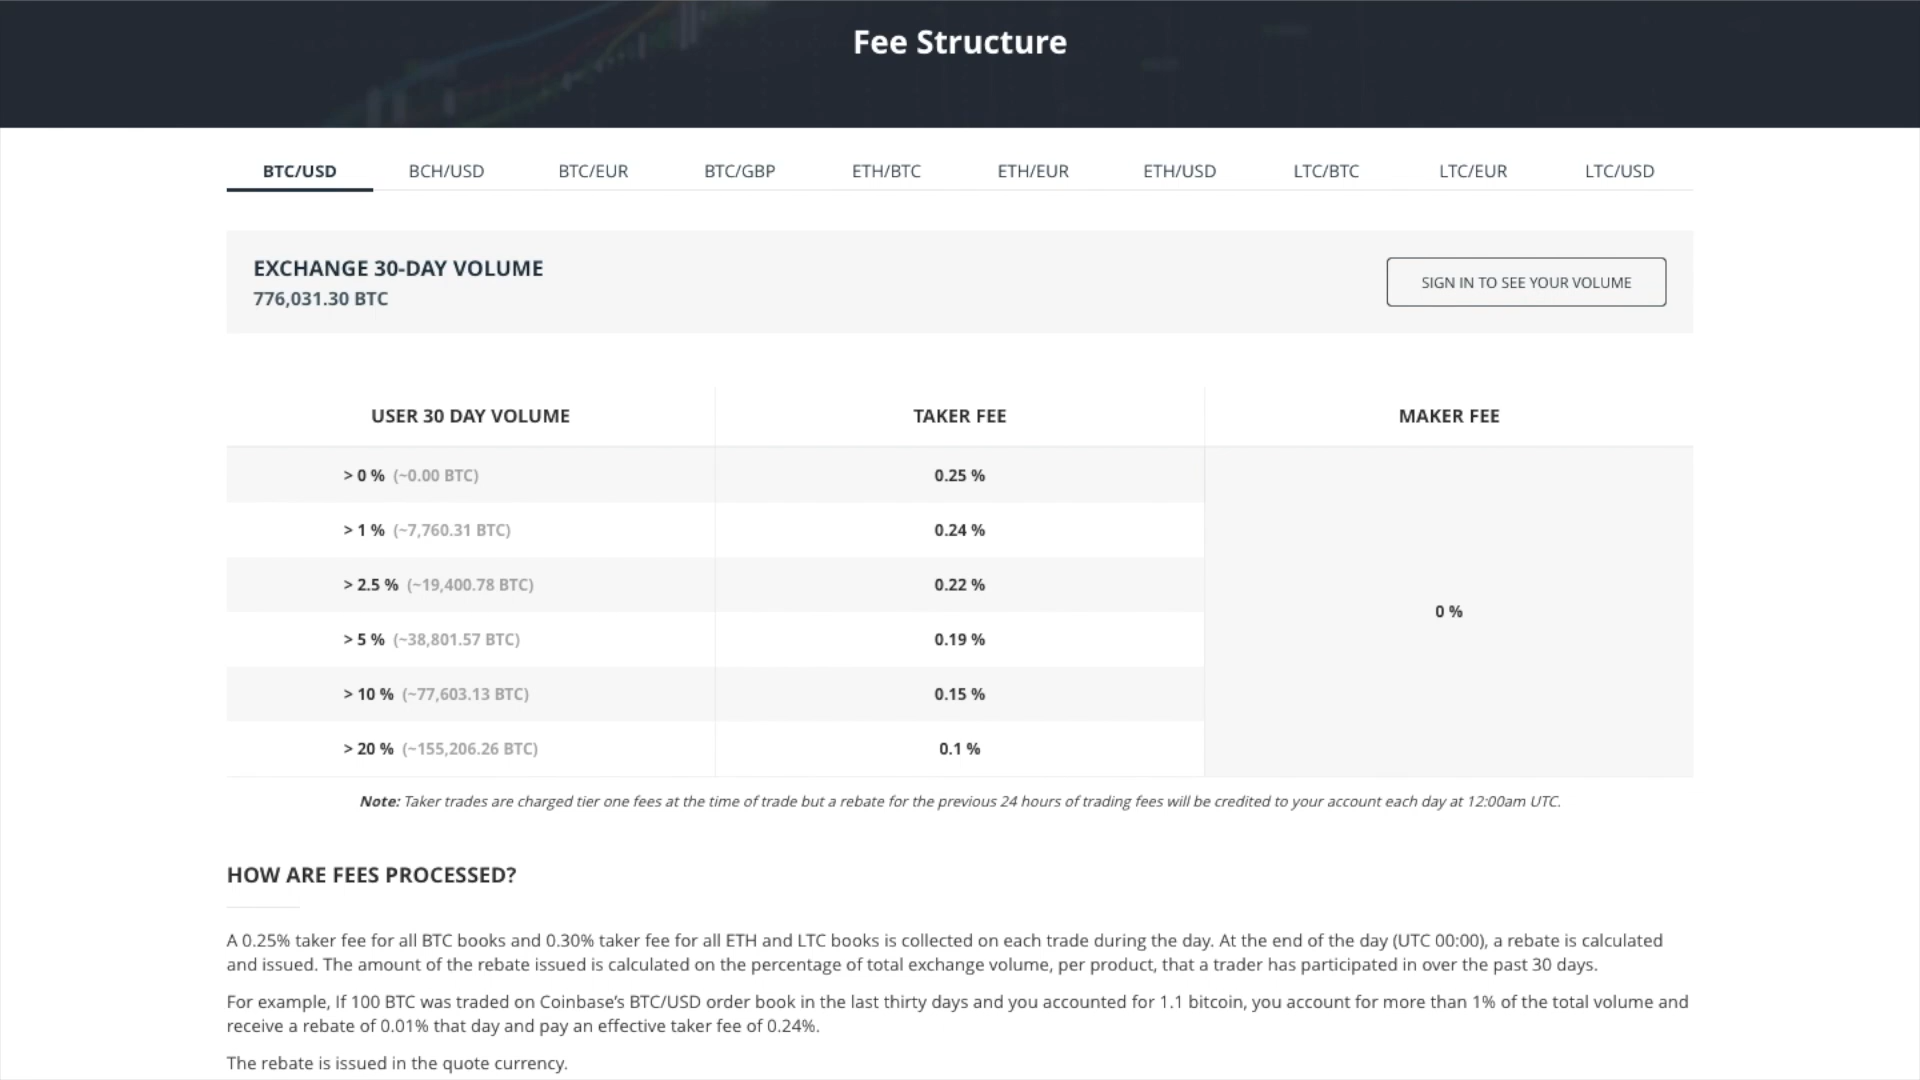 Fee Structure
BTC/USD BCH/USD BTC/EUR BTC/GBP ETH/BTC ETH/EUR ETH/USD LTC/BTC LTC/EUR LTC/USD
EXCHANGE 30-DAY VOLUME
776,031.30 BTC
SIGN IN TO SEE YOUR VOLUME
USER 30 DAY VOLUME TAKER FEE MAKER FEE
> 0 % (~0.00 BTC) 0.25 %
> 1 % (~7,760.31 BTC) 0.24 %
> 2.5 % (~19,400.78 BTC) 0.22 %
0 %
> 5 % (~38,801.57 BTC) 0.19 %
> 10 % (~77,603.13 BTC) 0.15 %
> 20 % (~155,206.26 BTC) 0.1 %
Note: Taker trades are charged tier one fees at the time of trade but a rebate for the previous 24 hours of trading fees will be credited to your account each day at 12:00am UTC.
HOW ARE FEES PROCESSED?
A 0.25% taker fee for all BTC books and 0.30% taker fee for all ETH and LTC books is collected on each trade during the day. At the end of the day (UTC 00:00), a rebate is calculated
and issued. The amount of the rebate issued is calculated on the percentage of total exchange volume, per product, that a trader has participated in over the past 30 days.
For example, If 100 BTC was traded on Coinbase's BTC/USD order book in the last thirty days and you accounted for 1.1 bitcoin, you account for more than 1% of the total volume and
receive a rebate of 0.01% that day and pay an effective taker fee of 0.24%.
The rebate is issued in the quote currency.